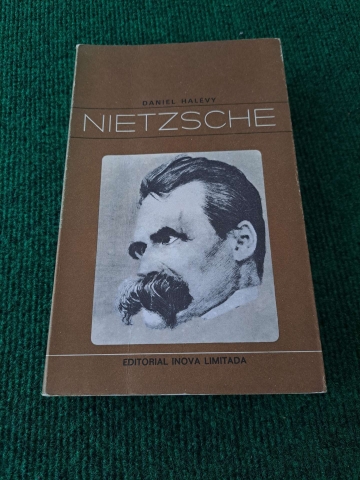 DANIEL HALEVY
NIETZSCHE
EDITORIAL INOVA LIMITADA